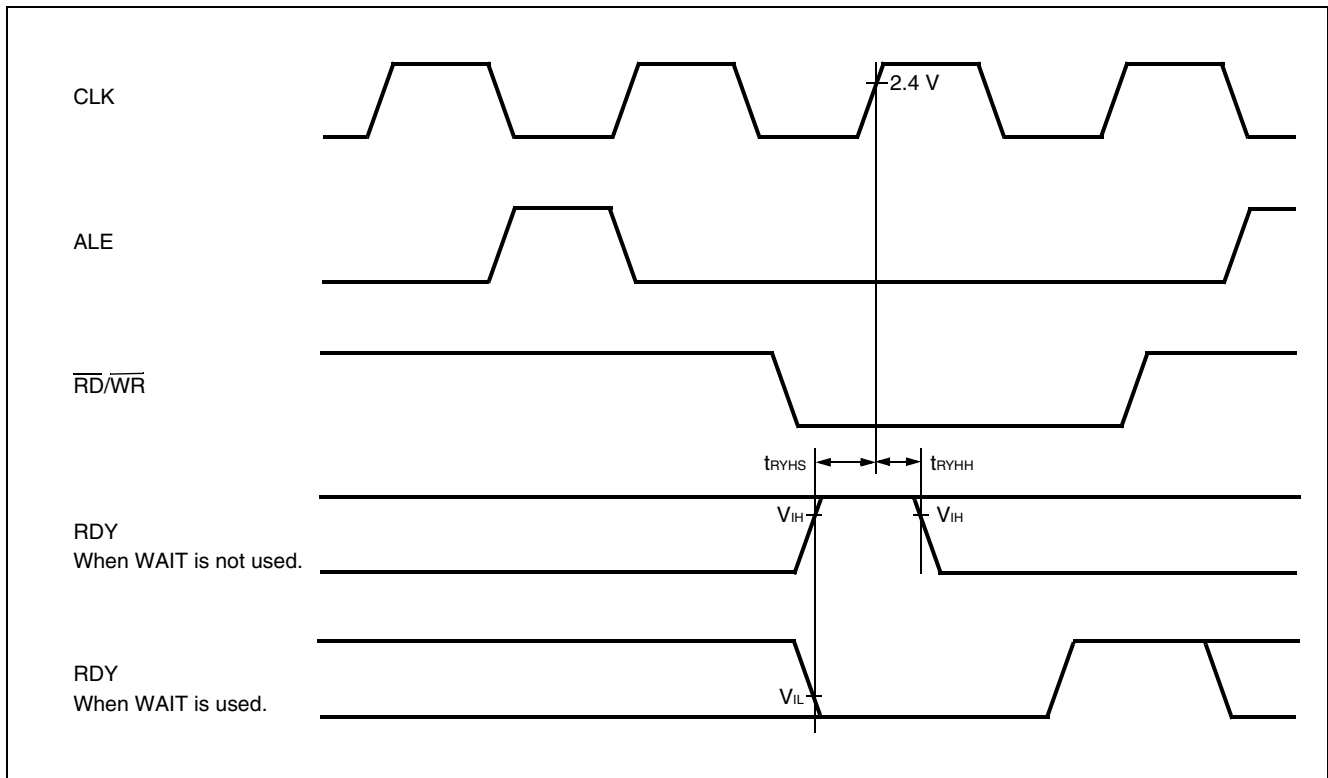 CLK
2.4 V
ALE
RD/WR
tRYHS
tRYHH
RDY
When WAIT is not used.
VIH
VIH
RDY
When WAIT is used.
VIL